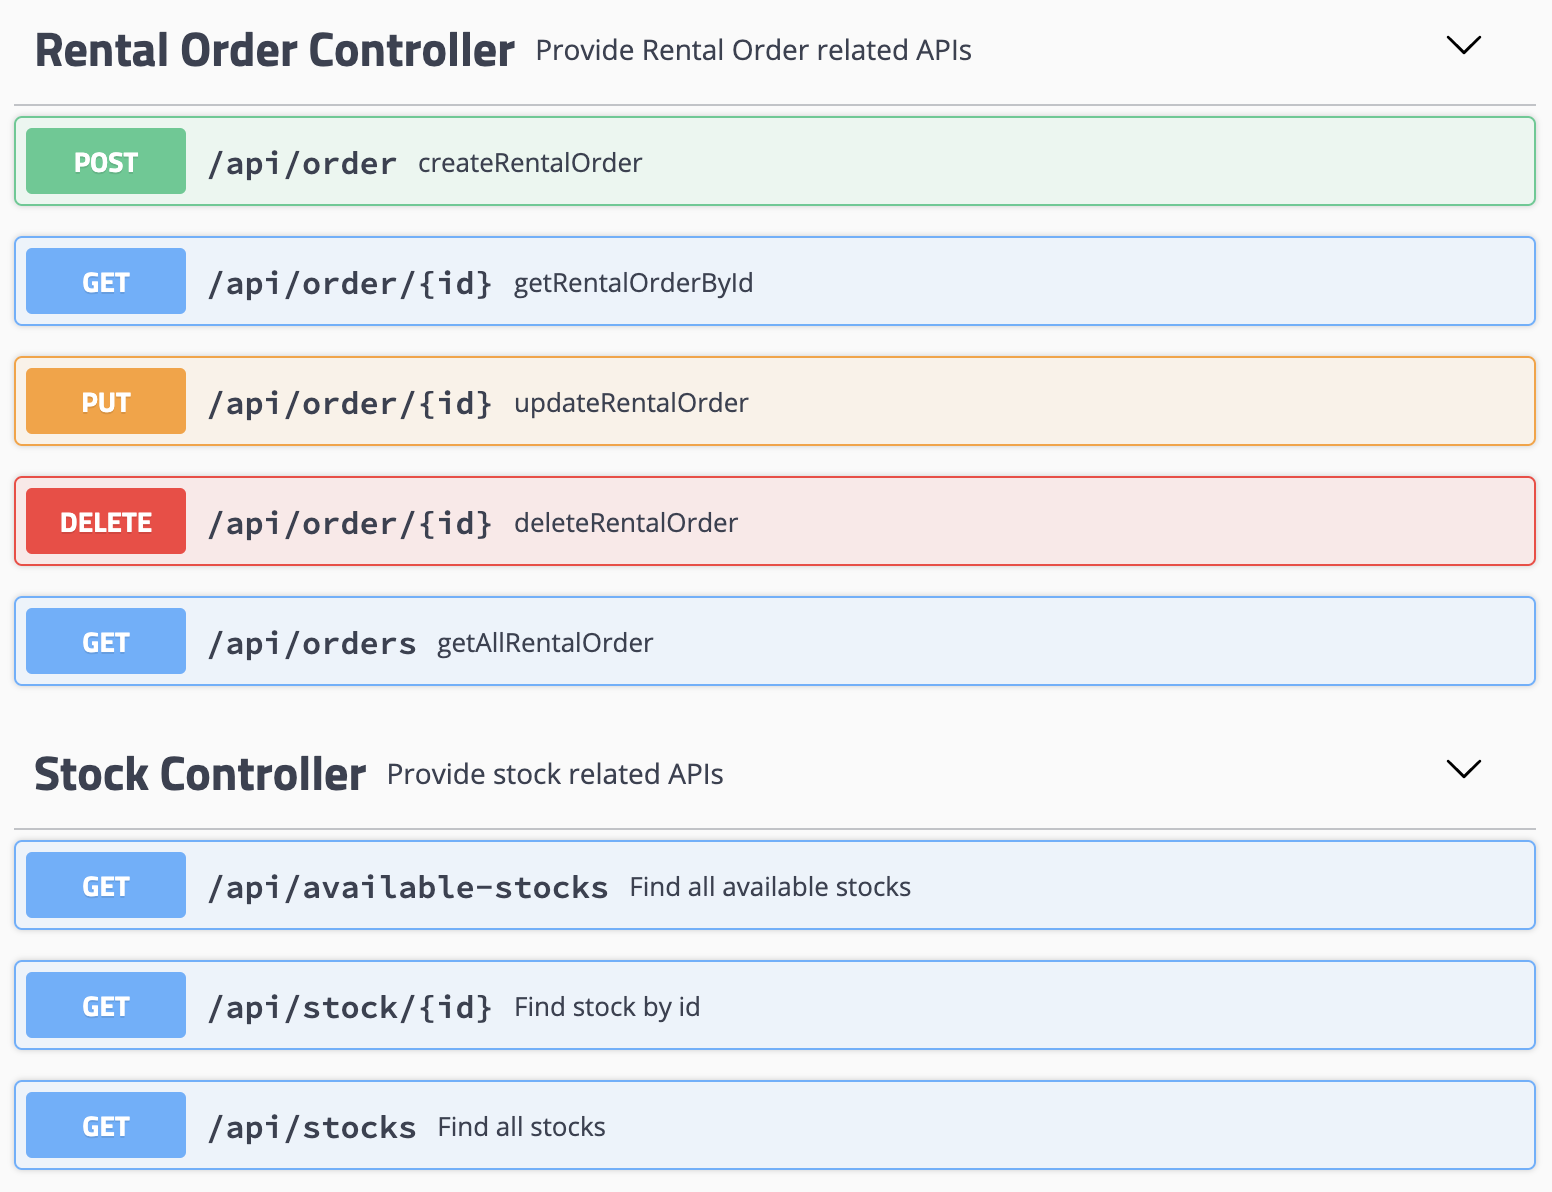 Rental Order Controller Provide Rental Order related APIs
POST /api/order createRentalOrder
GET /api/order/{id} getRentalOrderById
PUT /api/order/{id} updateRentalOrder
DELETE /api/order/{id} deleteRentalOrder
GET /api/orders getAllRentalOrder
Stock Controller Provide stock related APIs
GET /api/available-stocks Find all available stocks
GET /api/stock/{id} Find stock by id
GET /api/stocks Find all stocks